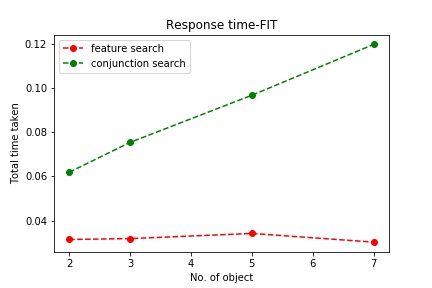 Response time-FIT
feature search
conjunction search
Total time taken
0.12
0.10
0.08
0.06
0.04
2 3 4 5 6 7
No. of object